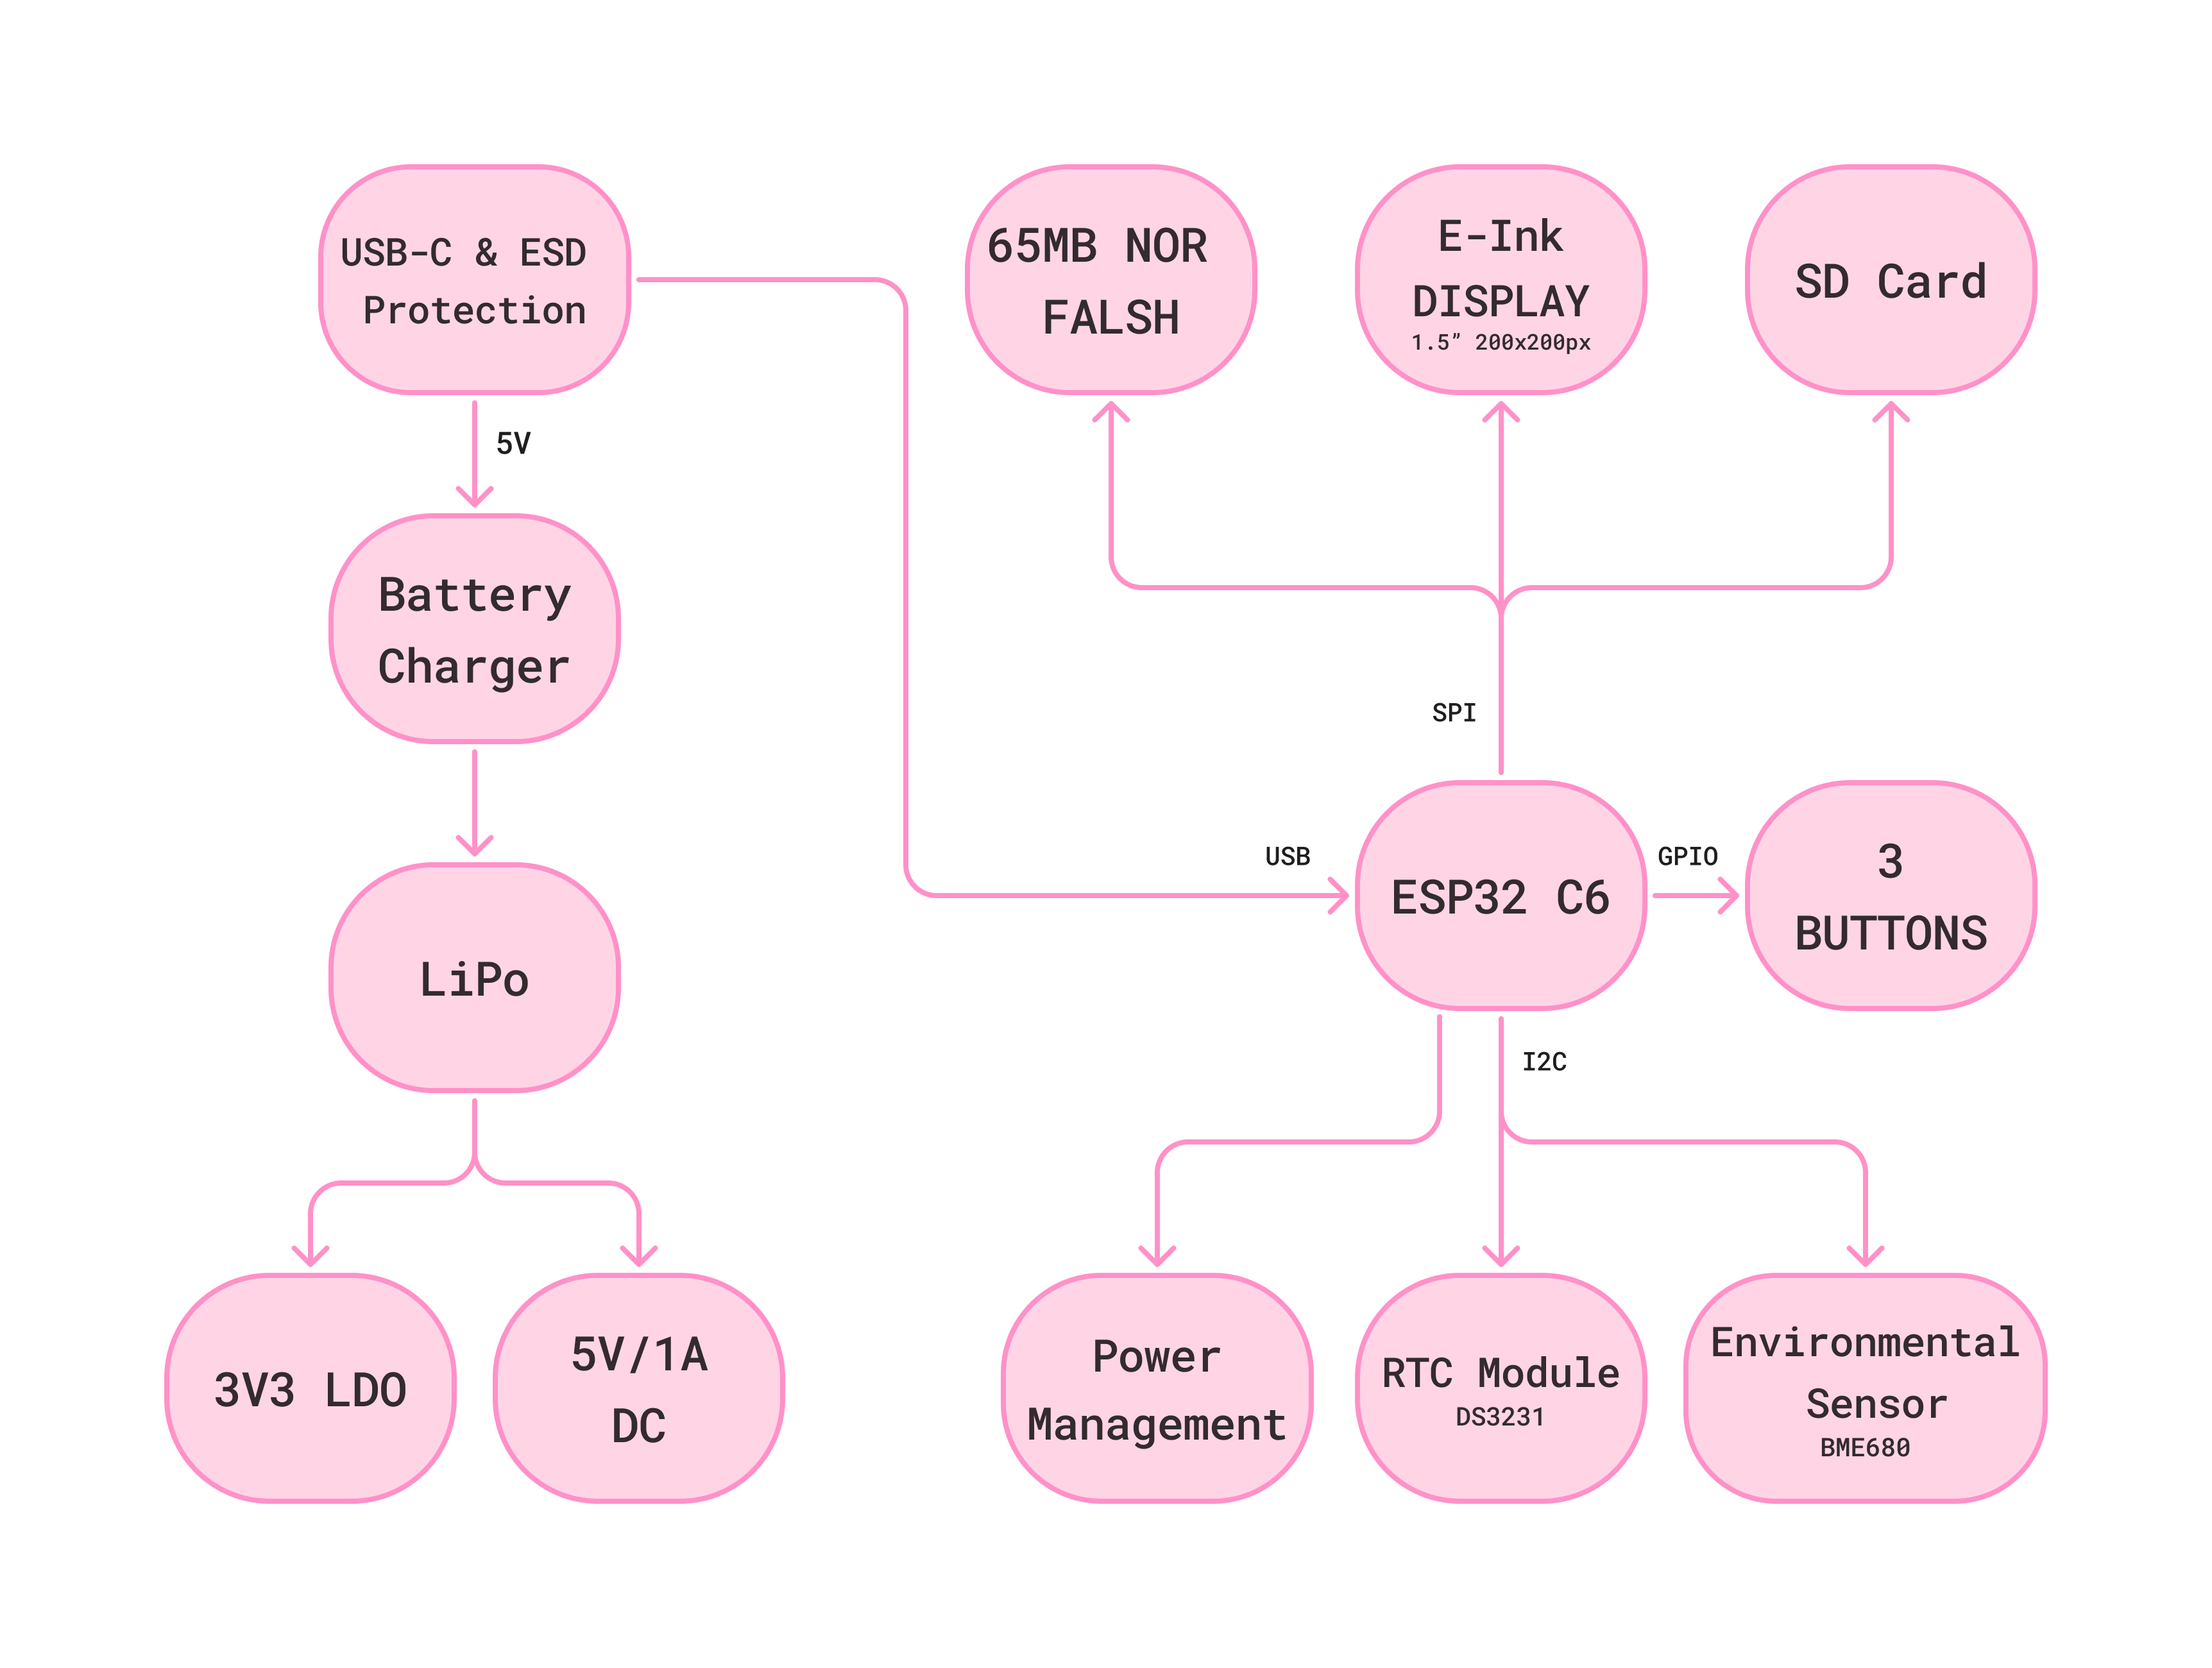 USB-C & ESD
Protection
65MB NOR
FALSH
E-Ink
DISPLAY
1.5” 200x200px
SD Card
5V
Battery
Charger
SPI
USB
ESP32 C6
GPIO
3
BUTTONS
LiPo
I2C
3V3 LDO
5V/1A
DC
Power
Management
RTC Module
DS3231
Environmental
Sensor
BME680